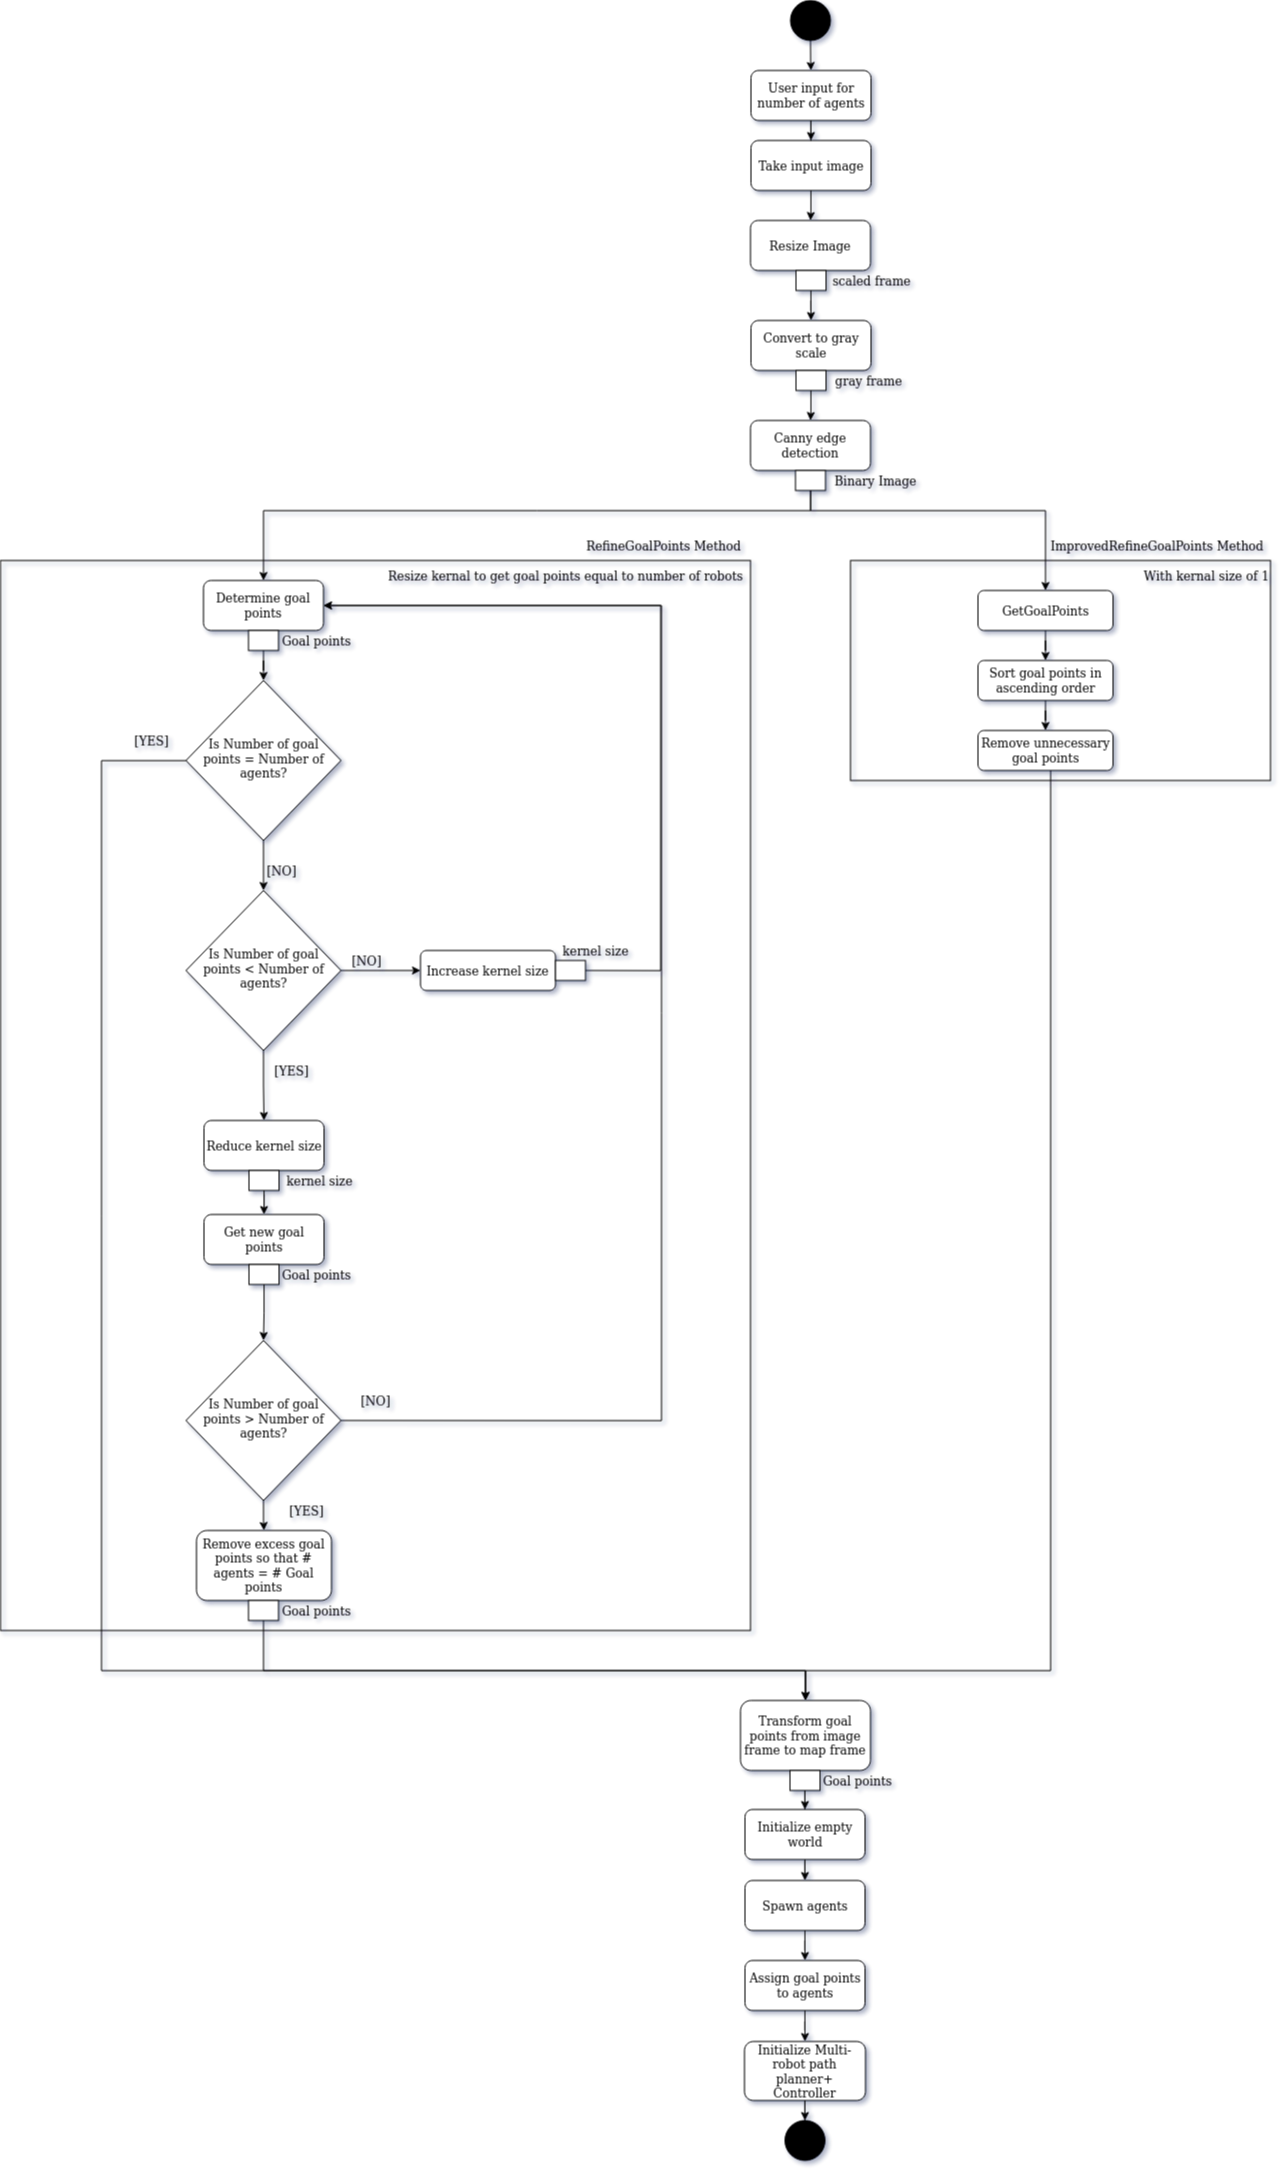 User input for
number of agents
Take input image
Resize Image
scaled frame
Convert to gray
scale
gray frame
Canny edge
detection
Binary Image
RefineGoalPoints Method
Resize kernal to get goal points equal to number of robots
Determine goal
points
Goal points
Is Number of goal
points = Number of
agents?
[YES]
[NO]
Is Number of goal
points < Number of
agents?
[NO]
Increase kernel size
kernel size
[YES]
Reduce kernel size
kernel size
Get new goal
points
Goal points
Is Number of goal
points > Number of
agents?
[NO]
[YES]
Remove excess goal
points so that #
agents = # Goal
points
Goal points
ImprovedRefineGoalPoints Method
With kernal size of 1
GetGoalPoints
Sort goal points in
ascending order
Remove unnecessary
goal points
Transform goal
points from image
frame to map frame
Goal points
Initialize empty
world
Spawn agents
Assign goal points
to agents
Initialize Multi-
robot path
planner+
Controller